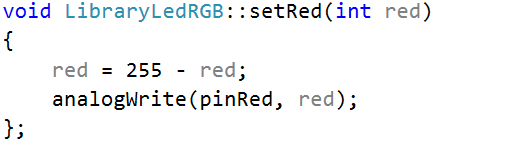 void LibraryLedRGB::setRed(int red)
{
    red = 255 - red;
    analogWrite(pinRed, red);
};